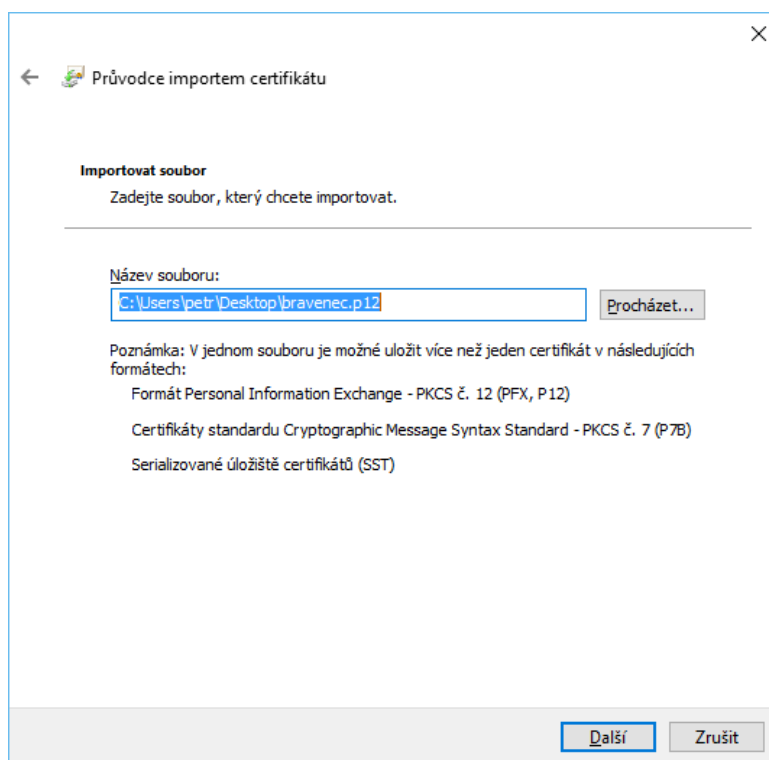 Průvodce importem certifikátu
Importovat soubor
Zadejte soubor, který chcete importovat.
Název souboru:
C:\Users\petr\Desktop\bravenec.p12
Procházet...
Poznámka: V jednom souboru je možné uložit více než jeden certifikát v následujících
formátech:
Formát Personal Information Exchange - PKCS č. 12 (PFX, P12)
Certifikáty standardu Cryptographic Message Syntax Standard - PKCS č. 7 (P7B)
Serializované úložiště certifikátů (SST)
Další
Zrušit